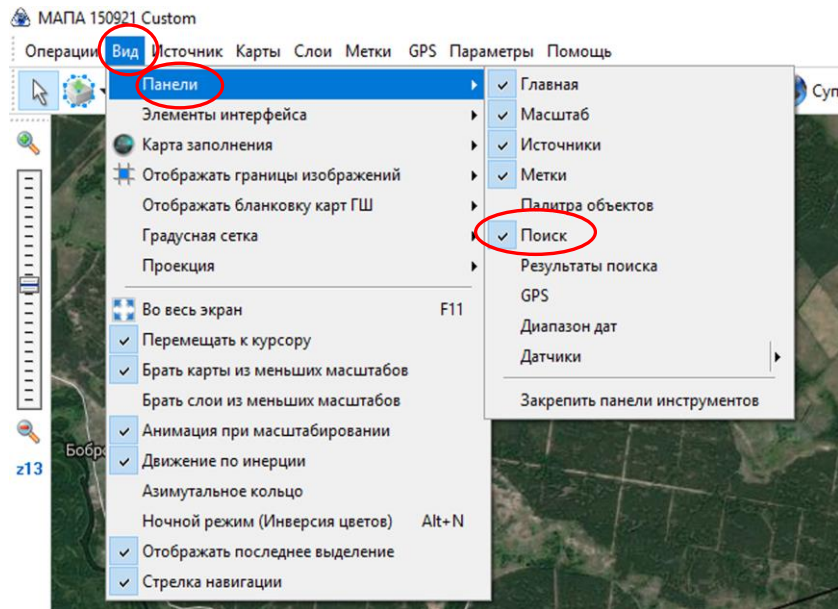 МАПА 150921 Custom
Операции Вид Источник Карты Слои Метки GPS Параметры Помощь
Панели
Элементы интерфейса
Карта заполнения
Отображать границы изображений
Отображать бланковку карт ГШ
Градусная сетка
Проекция
Во весь экран F11
Перемещать к курсору
Брать карты из меньших масштабов
Брать слои из меньших масштабов
Анимация при масштабировании
Движение по инерции
Азимутальное кольцо
Ночной режим (Инверсия цветов) Alt+N
Отображать последнее выделение
Стрелка навигации
Главная
Масштаб
Источники
Метки
Палитра объектов
Поиск
Результаты поиска
GPS
Диапазон дат
Датчики
Закрепить панели инструментов
z13